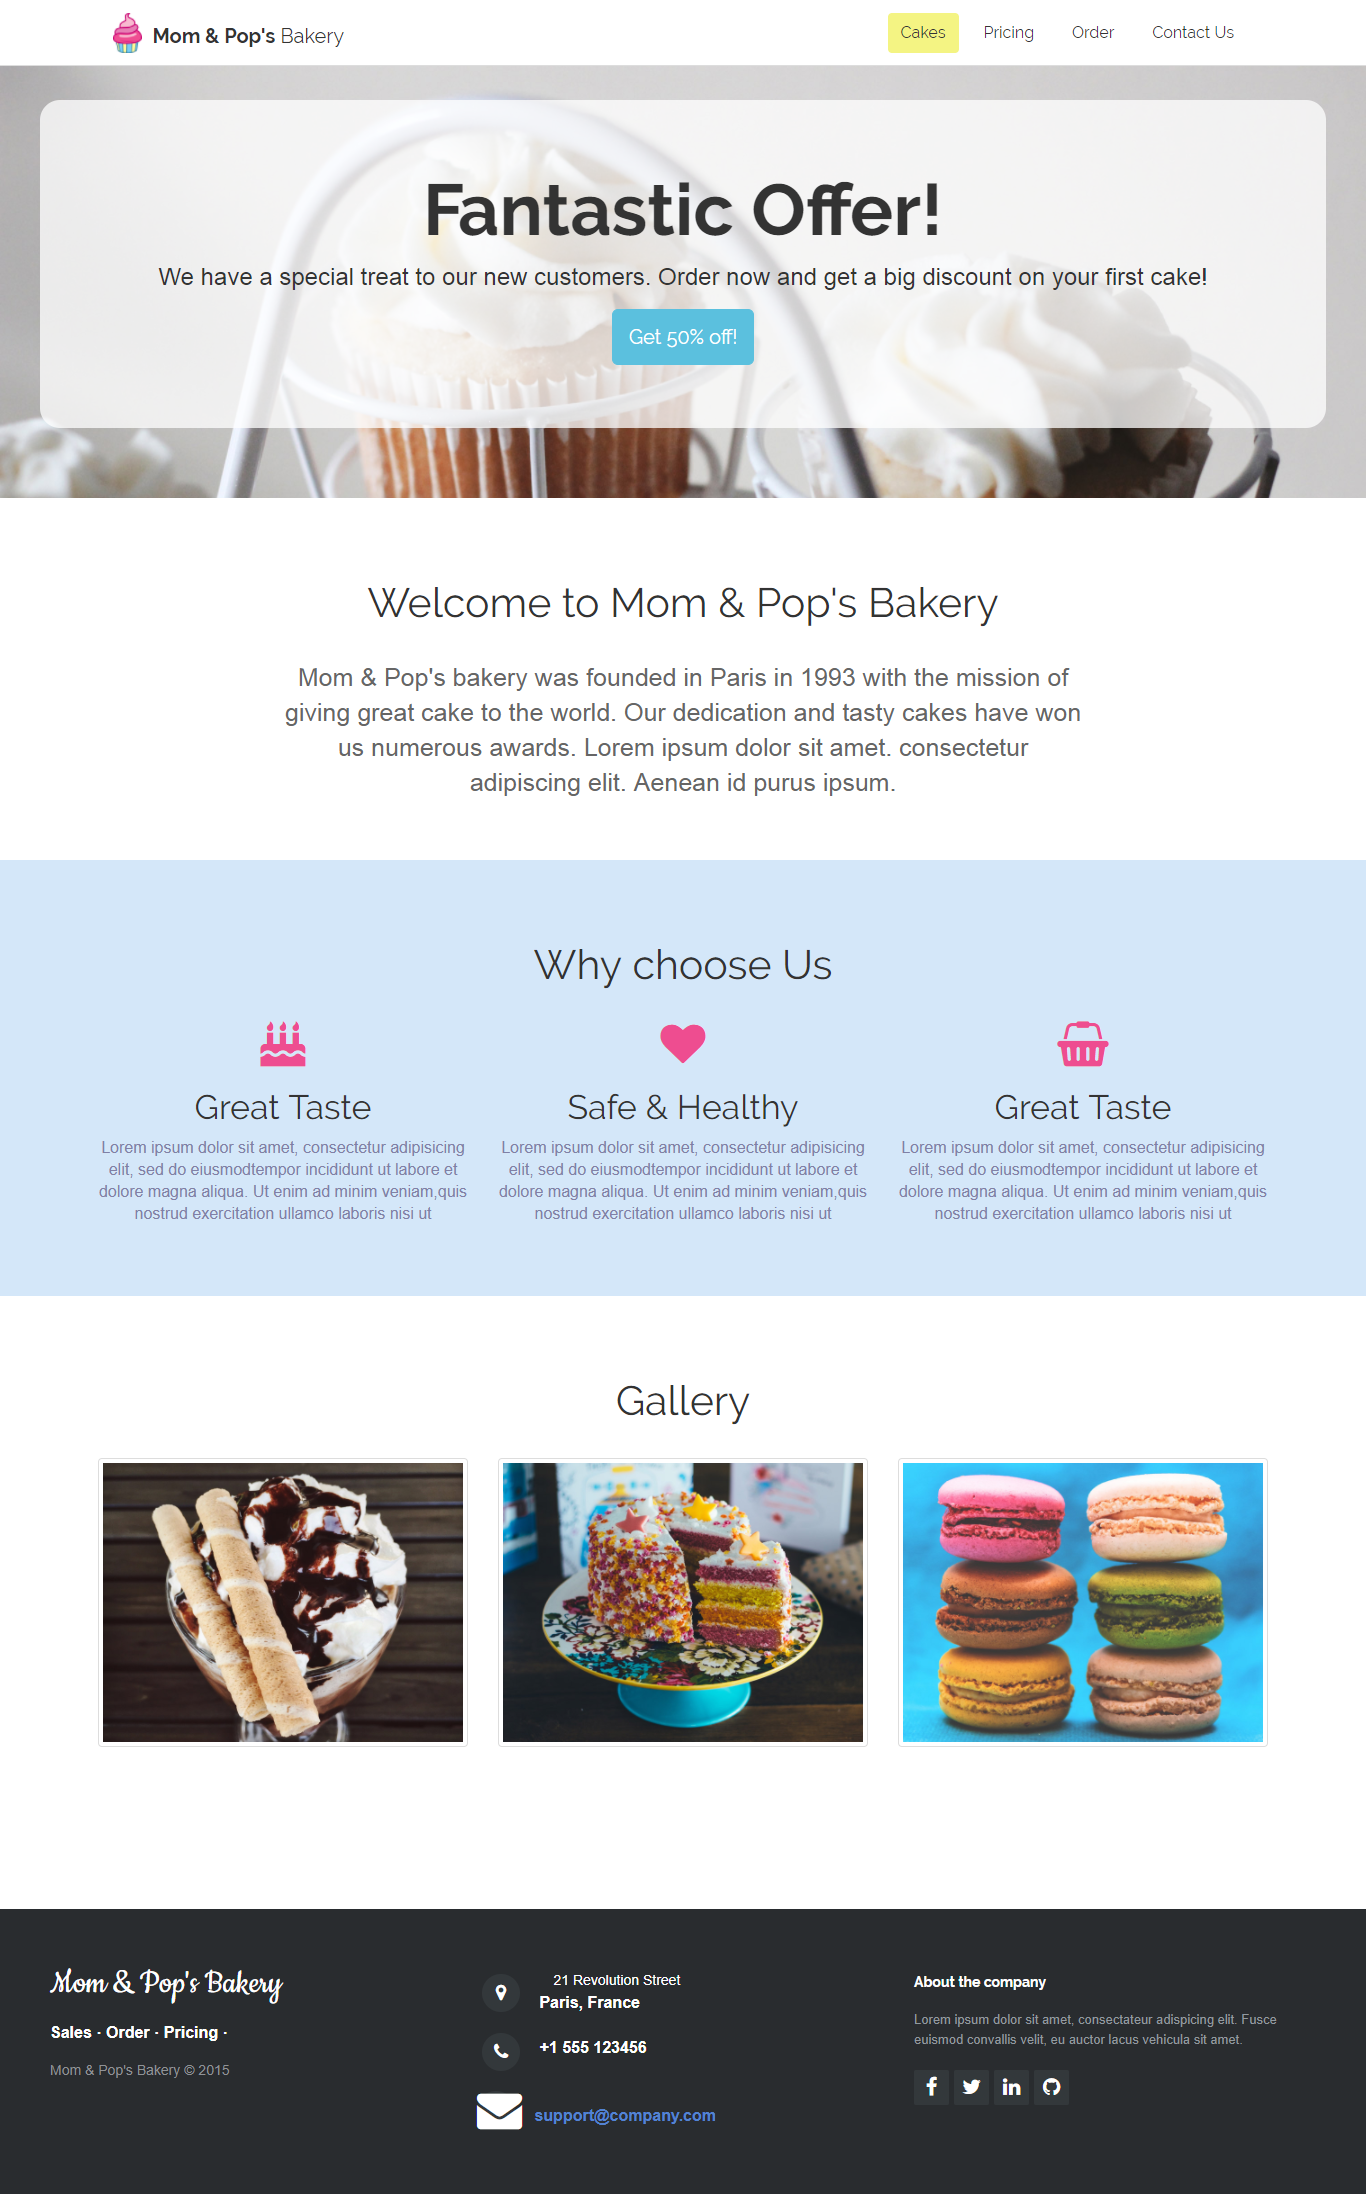 Mom & Pop's Bakery
Cakes
Pricing
Order
Contact Us
Fantastic Offer!
We have a special treat to our new customers. Order now and get a big discount on your first cake!
Get 50% off!
Welcome to Mom & Pop's Bakery
Mom & Pop's bakery was founded in Paris in 1993 with the mission of
giving great cake to the world. Our dedication and tasty cakes have won
us numerous awards. Lorem ipsum dolor sit amet. consectetur
adipiscing elit. Aenean id purus ipsum.
Why choose Us
Great Taste
Lorem ipsum dolor sit amet, consectetur adipisicing
elit, sed do eiusmodtempor incididunt ut labore et
dolore magna aliqua. Ut enim ad minim veniam,quis
nostrud exercitation ullamco laboris nisi ut
Safe & Healthy
Lorem ipsum dolor sit amet, consectetur adipisicing
elit, sed do eiusmodtempor incididunt ut labore et
dolore magna aliqua. Ut enim ad minim veniam,quis
nostrud exercitation ullamco laboris nisi ut
Great Taste
Lorem ipsum dolor sit amet, consectetur adipisicing
elit, sed do eiusmodtempor incididunt ut labore et
dolore magna aliqua. Ut enim ad minim veniam,quis
nostrud exercitation ullamco laboris nisi ut
Gallery
Mom & Pop's Bakery
Sales · Order · Pricing ·
Mom & Pop's Bakery © 2015
21 Revolution Street
Paris, France
+1 555 123456
support@company.com
About the company
Lorem ipsum dolor sit amet, consectateur adispicing elit. Fusce
euismod convallis velit, eu auctor lacus vehicula sit amet.